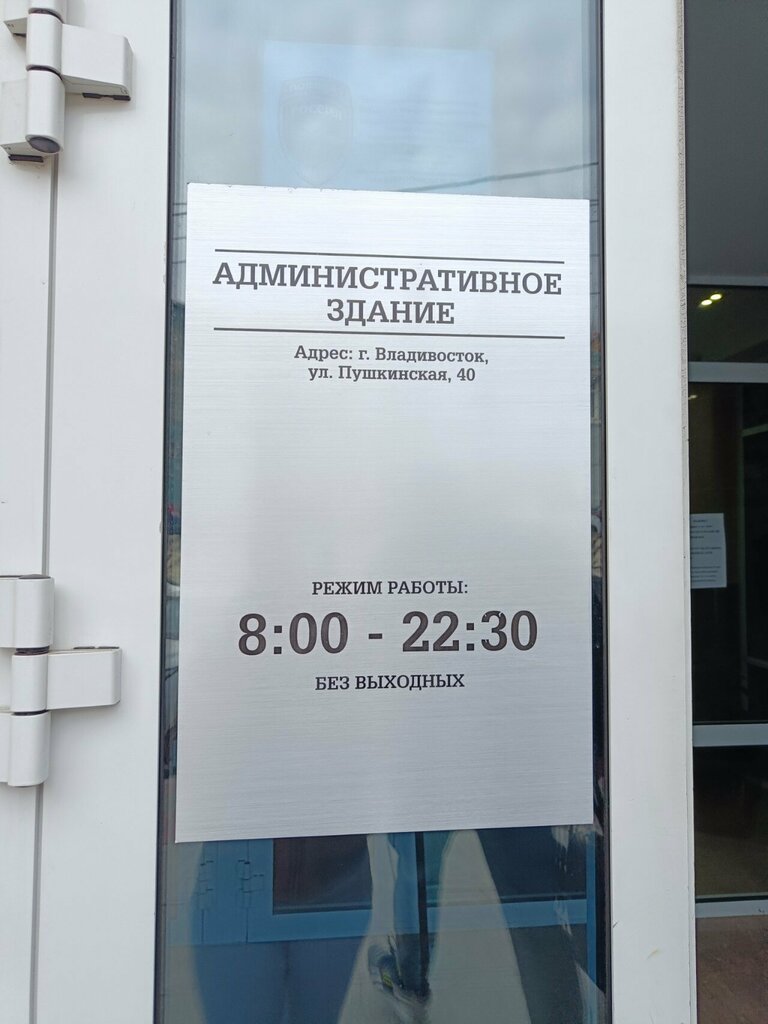 АДМИНИСТРАТИВНОЕ
ЗДАНИЕ
Адрес: г. Владивосток,
ул. Пушкинская, 40
РЕЖИМ РАБОТЫ:
8:00 - 22:30
БЕЗ ВЫХОДНЫХ